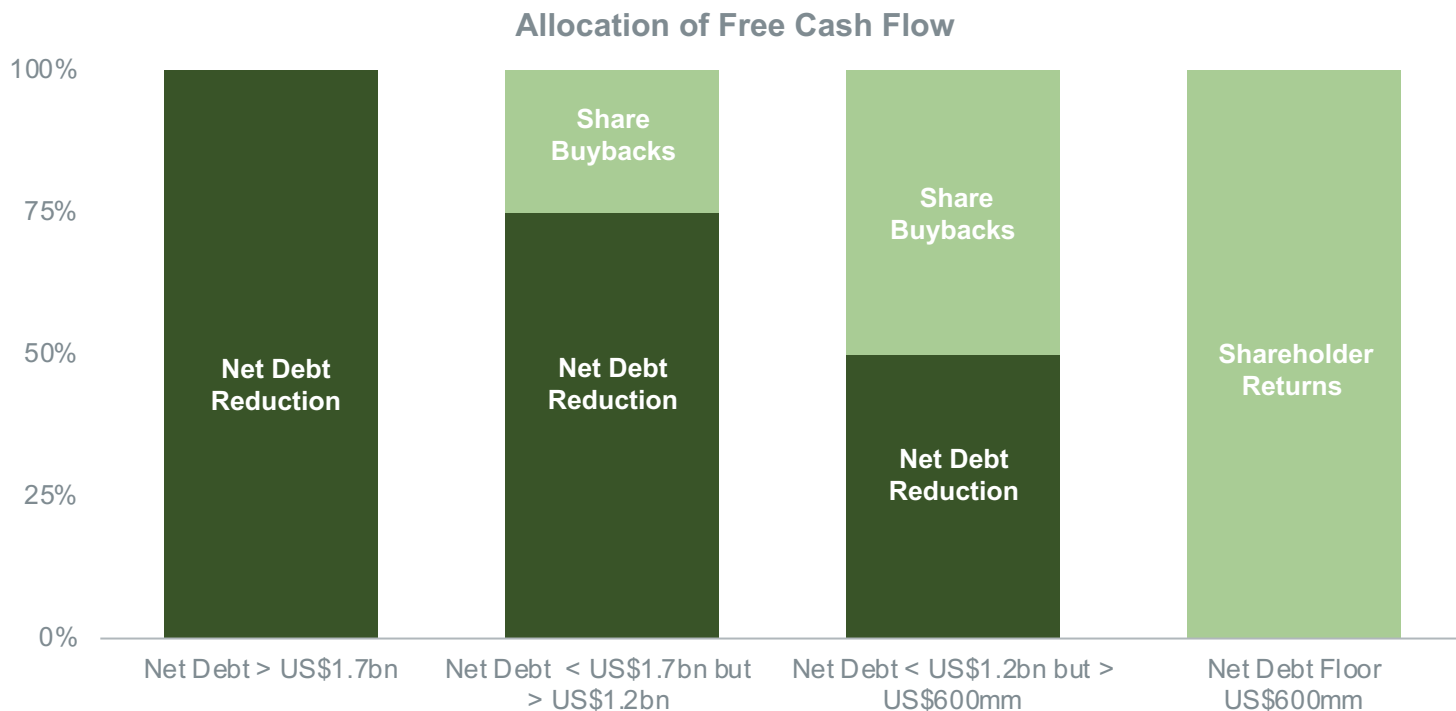 Allocation of Free Cash Flow
100%
75%
50%
25%
0%
Net Debt
Reduction
Share
Buybacks
Net Debt
Reduction
Share
Buybacks
Net Debt
Reduction
Shareholder
Returns
Net Debt > US$1.7bn
Net Debt < US$1.7bn but
> US$1.2bn
Net Debt < US$1.2bn but >
US$600mm
Net Debt Floor
US$600mm